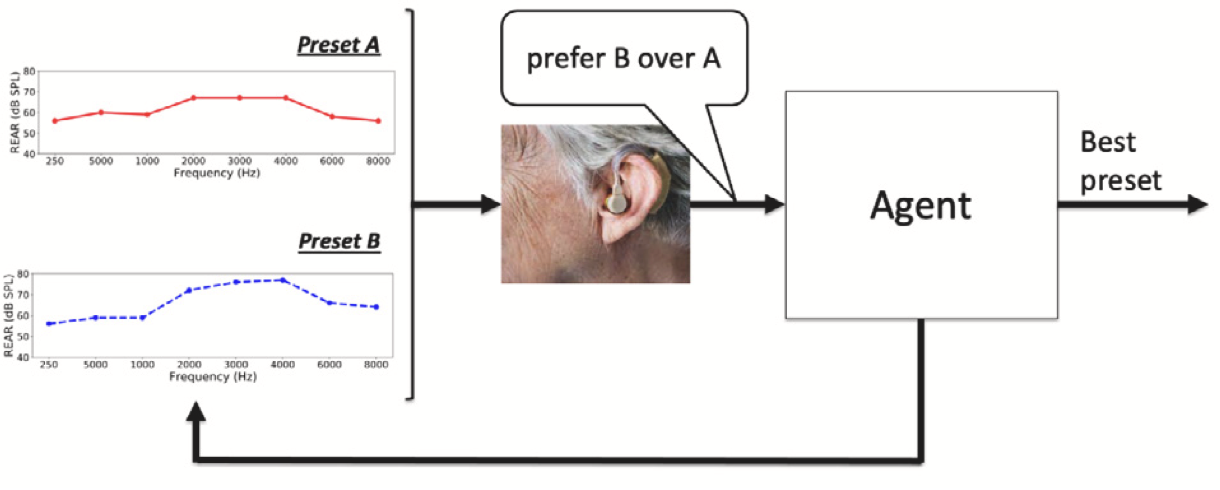 Preset A
80
70
60
50
40
REAR (dB SPL)
250 5000 1000 2000 3000 4000 6000 8000
Frequency (Hz)
Preset B
80
70
60
50
40
REAR (dB SPL)
250 5000 1000 2000 3000 4000 6000 8000
Frequency (Hz)
prefer B over A
Agent
Best
preset